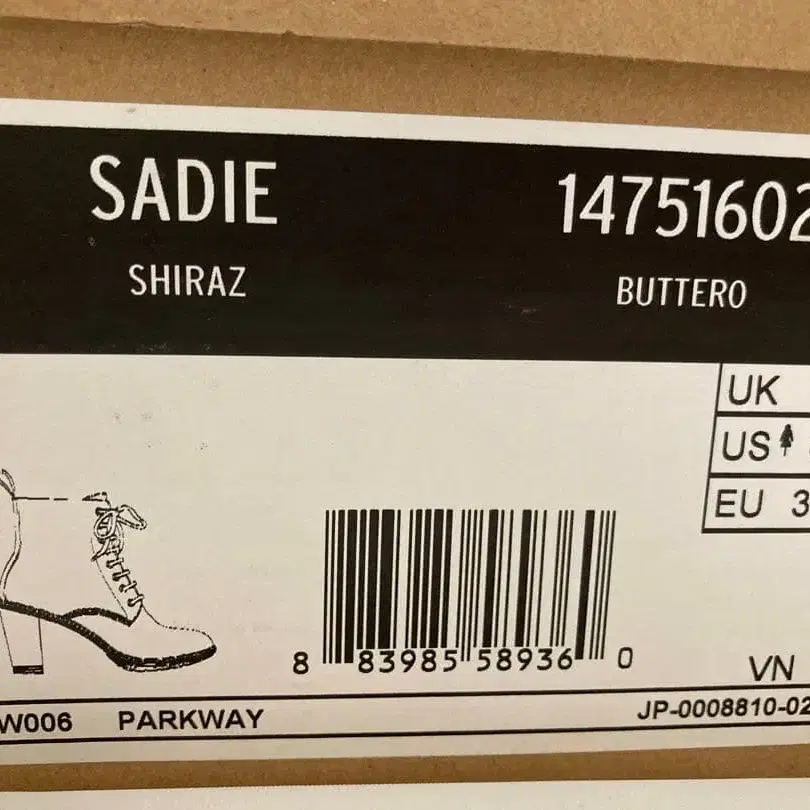 SADIE 14751602
SHIRAZ BUTTERO
UK
US
EU 3
8 83985 58936 0
VN
W006 PARKWAY JP-0008810-02